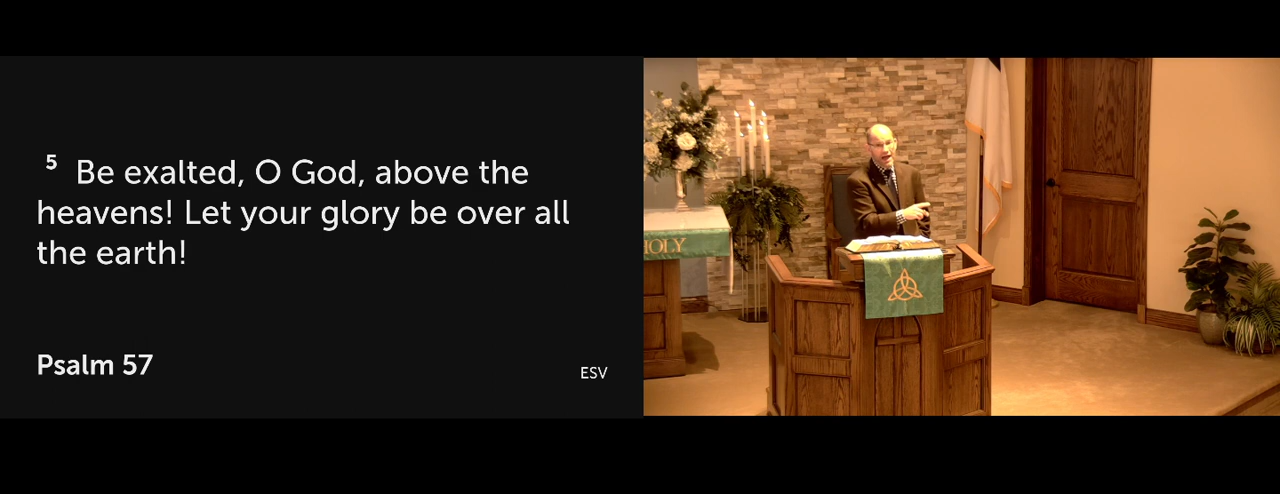 5 Be exalted, O God, above the
heavens! Let your glory be over all
the earth!
Psalm 57
ESV
HOLY